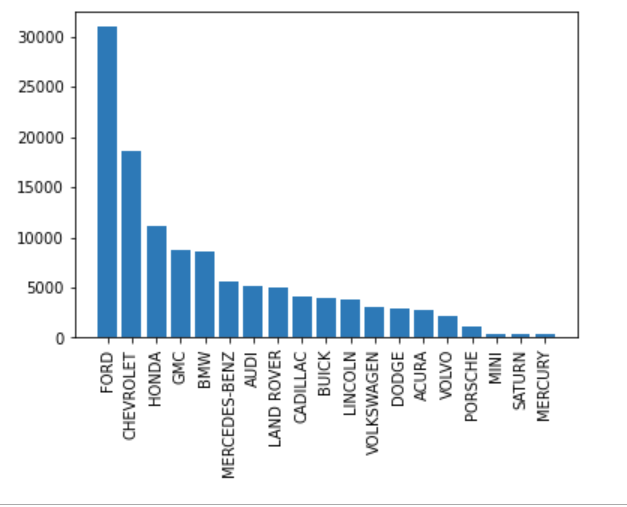 30000
25000
20000
15000
10000
5000
0
FORD
CHEVROLET
HONDA
GMC
BMW
MERCEDES-BENZ
AUDI
LAND ROVER
CADILLAC
BUICK
LINCOLN
VOLKSWAGEN
DODGE
ACURA
VOLVO
PORSCHE
MINI
SATURN
MERCURY